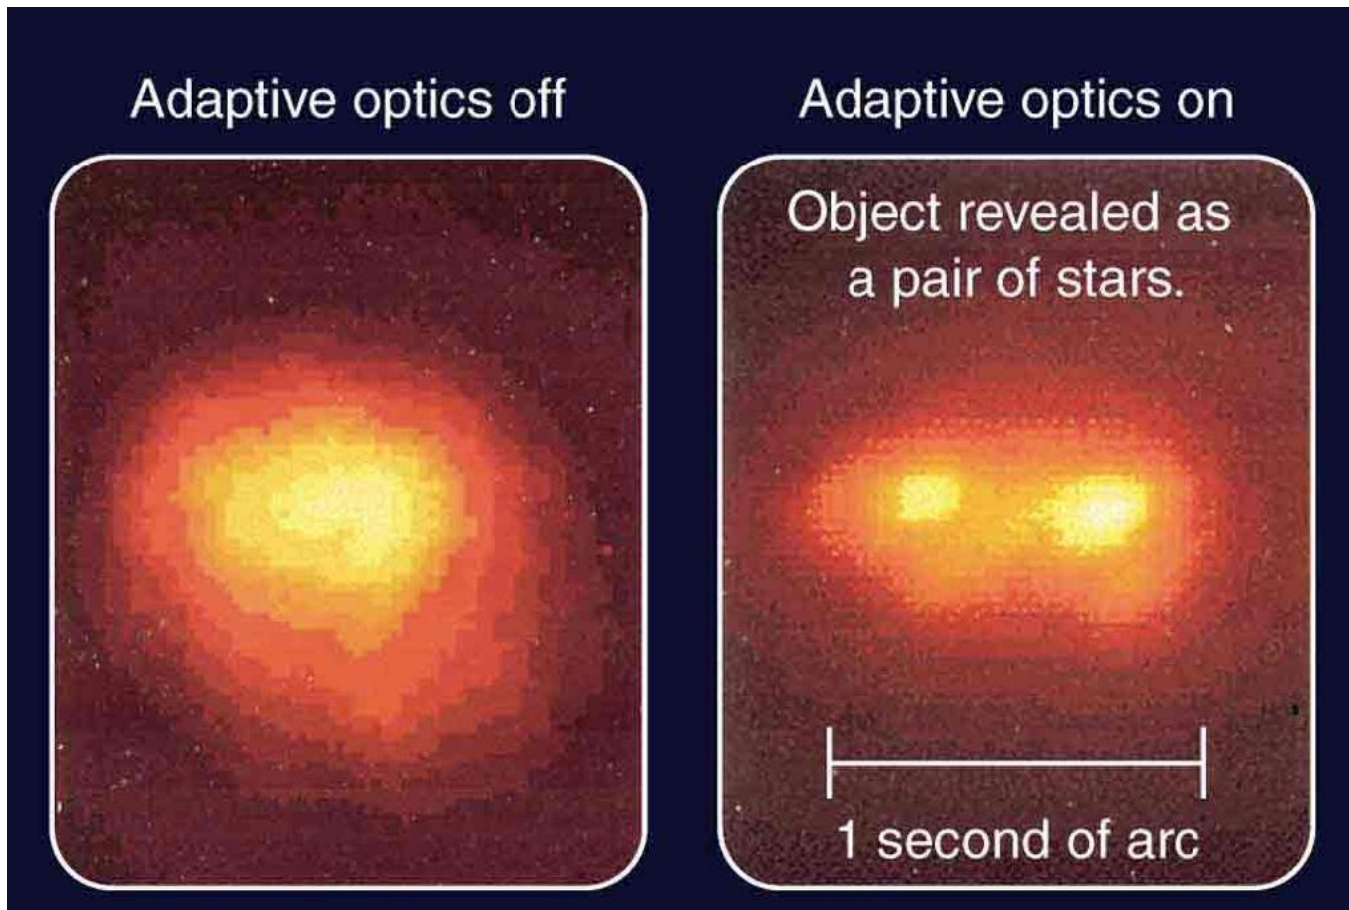 Adaptive optics off
Adaptive optics on
Object revealed as
a pair of stars.
1 second of arc